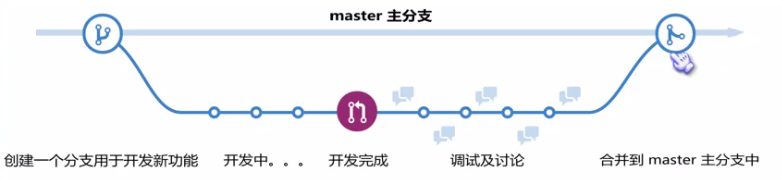 master 主分支
创建一个分支用于开发新功能
开发中。。。
开发完成
调试及讨论
合并到 master 主分支中